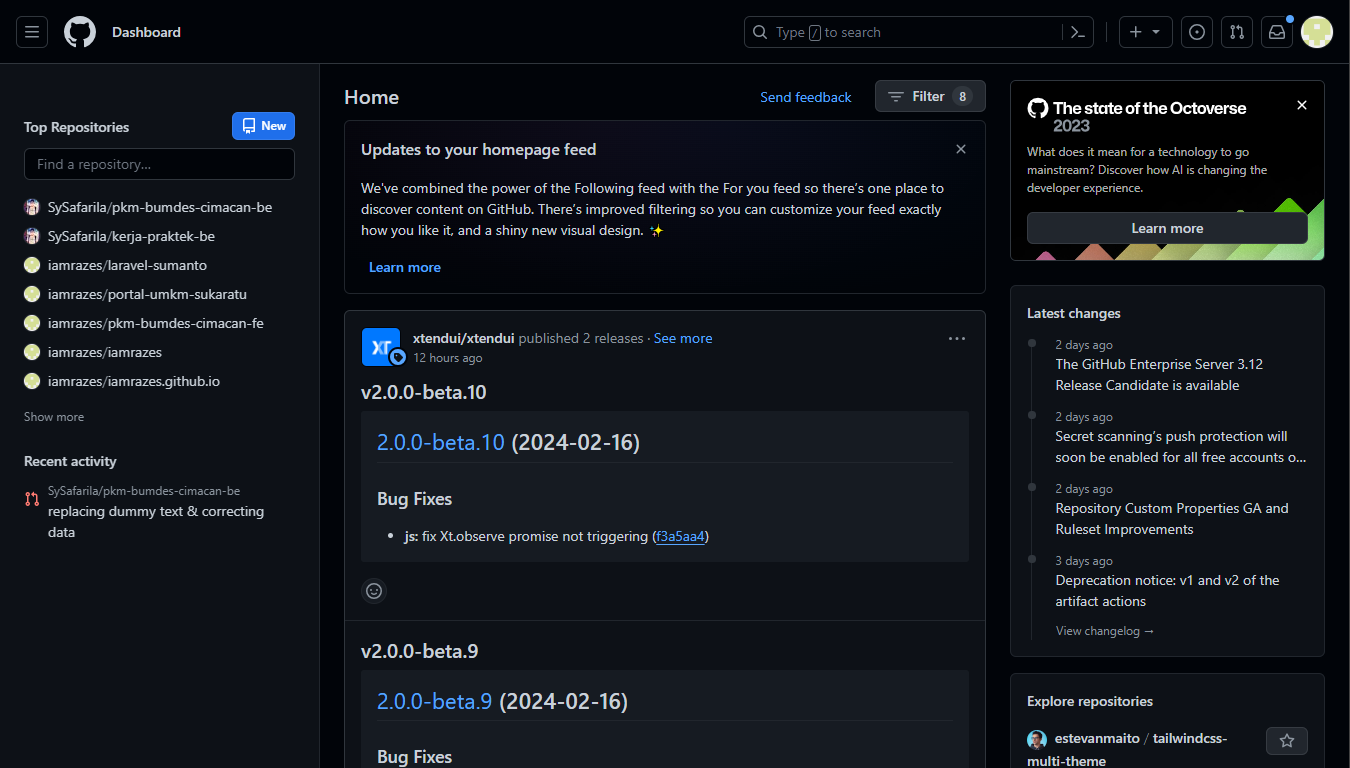 Dashboard
Type / to search
Top Repositories
New
Find a repository...
SySafarila/pkm-bumdes-cimacan-be
SySafarila/kerja-praktek-be
iamrazes/laravel-sumanto
iamrazes/portal-umkm-sukaratu
iamrazes/pkm-bumdes-cimacan-fe
iamrazes/iamrazes
iamrazes/iamrazes.github.io
Show more
Recent activity
SySafarila/pkm-bumdes-cimacan-be
replacing dummy text & correcting
data
Home
Send feedback
Filter 8
Updates to your homepage feed
We've combined the power of the Following feed with the For you feed so there's one place to
discover content on GitHub. There's improved filtering so you can customize your feed exactly
how you like it, and a shiny new visual design. ✨
Learn more
XT
xtendui/xtendui published 2 releases · See more
12 hours ago
v2.0.0-beta.10
2.0.0-beta.10 (2024-02-16)
Bug Fixes
• js: fix Xt.observe promise not triggering (f3a5aa4)
v2.0.0-beta.9
2.0.0-beta.9 (2024-02-16)
Bug Fixes
The state of the Octoverse
2023
What does it mean for a technology to go
mainstream? Discover how AI is changing the
developer experience.
Learn more
Latest changes
2 days ago
The GitHub Enterprise Server 3.12
Release Candidate is available
2 days ago
Secret scanning's push protection will
soon be enabled for all free accounts o...
2 days ago
Repository Custom Properties GA and
Ruleset Improvements
3 days ago
Deprecation notice: v1 and v2 of the
artifact actions
View changelog →
Explore repositories
estevanmaito / tailwindcss-
multi-theme